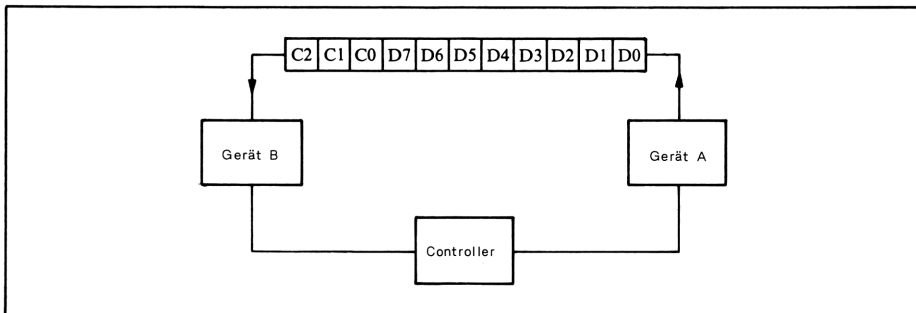 C2 C1 C0 D7 D6 D5 D4 D3 D2 D1 D0
Gerät B
Gerät A
Controller